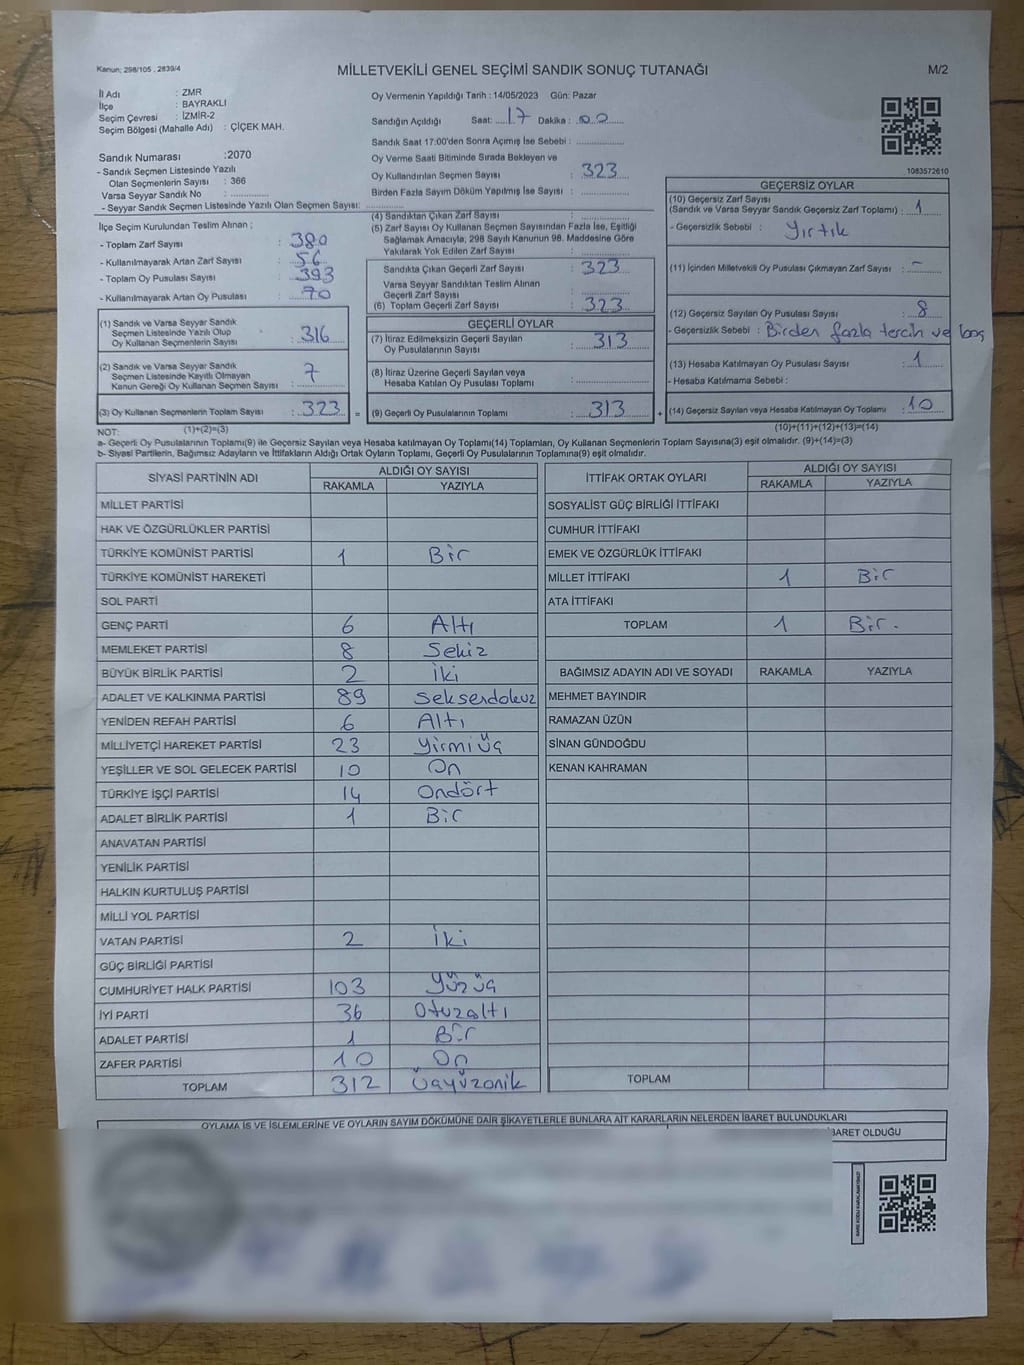 Kanun: 298/105 , 2839/4
MİLLETVEKİLİ GENEL SEÇİMİ SANDIK SONUÇ TUTANAĞI
M/2
İl Adı : ZMR
İlçe : BAYRAKLI
Seçim Çevresi : İZMİR-2
Seçim Bölgesi (Mahalle Adı) : ÇİÇEK MAH.
Oy Vermenin Yapıldığı Tarih : 14/05/2023 Gün: Pazar
Sandığın Açıldığı Saat: 17 Dakika : 00
Sandık Saat 17:00'den Sonra Açımış İse Sebebi :
Sandık Numarası :2070
- Sandık Seçmen Listesinde Yazılı
Olan Seçmenlerin Sayısı : 366
Varsa Seyyar Sandık No :
- Seyyar Sandık Seçmen Listesinde Yazılı Olan Seçmen Sayısı:
Oy Verme Saati Bitiminde Sırada Bekleyen ve
Oy Kullandırılan Seçmen Sayısı : 323
Birden Fazla Sayım Döküm Yapılmış İse Sayısı :
1083572610
İlçe Seçim Kurulundan Teslim Alınan ;
- Toplam Zarf Sayısı : 380
- Kullanılmayarak Artan Zarf Sayısı : 56
- Toplam Oy Pusulası Sayısı : 393
- Kullanılmayarak Artan Oy Pusulası : 70
(4) Sandıktan Çıkan Zarf Sayısı :
(5) Zarf Sayısı Oy Kullanan Seçmen Sayısından Fazla İse, Eşitliği
Sağlamak Amacıyla, 298 Sayılı Kanunun 98. Maddesine Göre
Yakılarak Yok Edilen Zarf Sayısı :
Sandıkta Çıkan Geçerli Zarf Sayısı : 323
Varsa Seyyar Sandıktan Teslim Alınan
Geçerli Zarf Sayısı :
(6) Toplam Geçerli Zarf Sayısı : 323
GEÇERSİZ OYLAR
(10) Geçersiz Zarf Sayısı
(Sandık ve Varsa Seyyar Sandık Geçersiz Zarf Toplamı) : 1
- Geçersizlik Sebebi : Yırtık
(11) İçinden Milletvekili Oy Pusulası Çıkmayan Zarf Sayısı : -
(12) Geçersiz Sayılan Oy Pusulası Sayısı : 8
- Geçersizlik Sebebi : Birden fazla tercih ve boş
(13) Hesaba Katılmayan Oy Pusulası Sayısı : 1
- Hesaba Katılmama Sebebi :
(14) Geçersiz Sayılan veya Hesaba Katılmayan Oy Toplamı : 10
(10)+(11)+(12)+(13)=(14)
(1) Sandık ve Varsa Seyyar Sandık
Seçmen Listesinde Yazılı Olup
Oy Kullanan Seçmenlerin Sayısı : 316
(2) Sandık ve Varsa Seyyar Sandık
Seçmen Listesinde Kayıtlı Olmayan
Kanun Gereği Oy Kullanan Seçmen Sayısı : 7
(3) Oy Kullanan Seçmenlerin Toplam Sayısı : 323 =
(1)+(2)=(3)
GEÇERLİ OYLAR
(7) İtiraz Edilmeksizin Geçerli Sayılan
Oy Pusulalarının Sayısı : 313
(8) İtiraz Üzerine Geçerli Sayılan veya
Hesaba Katılan Oy Pusulası Toplamı :
(9) Geçerli Oy Pusulalarının Toplamı : 313 +
NOT:
a- Geçerli Oy Pusulalarının Toplamı(9) ile Geçersiz Sayılan veya Hesaba katılmayan Oy Toplamı(14) Toplamları, Oy Kullanan Seçmenlerin Toplam Sayısına(3) eşit olmalıdır. (9)+(14)=(3)
b- Siyasi Partilerin, Bağımsız Adayların ve İttifakların Aldığı Ortak Oyların Toplamı, Geçerli Oy Pusulalarının Toplamına(9) eşit olmalıdır.
SİYASİ PARTİNİN ADI ALDIĞI OY SAYISI
RAKAMLA YAZIYLA
MİLLET PARTİSİ
HAK VE ÖZGÜRLÜKLER PARTİSİ
TÜRKİYE KOMÜNİST PARTİSİ 1 Bir
TÜRKİYE KOMÜNİST HAREKETİ
SOL PARTİ
GENÇ PARTİ 6 Altı
MEMLEKET PARTİSİ 8 Sekiz
BÜYÜK BİRLİK PARTİSİ 2 İki
ADALET VE KALKINMA PARTİSİ 89 Seksendokuz
YENİDEN REFAH PARTİSİ 6 Altı
MİLLİYETÇİ HAREKET PARTİSİ 23 Yirmiüç
YEŞİLLER VE SOL GELECEK PARTİSİ 10 On
TÜRKİYE İŞÇİ PARTİSİ 14 Ondört
ADALET BİRLİK PARTİSİ 1 Bir
ANAVATAN PARTİSİ
YENİLİK PARTİSİ
HALKIN KURTULUŞ PARTİSİ
MİLLİ YOL PARTİSİ
VATAN PARTİSİ 2 İki
GÜÇ BİRLİĞİ PARTİSİ
CUMHURİYET HALK PARTİSİ 103 Yüzüç
İYİ PARTİ 36 Otuzaltı
ADALET PARTİSİ 1 Bir
ZAFER PARTİSİ 10 On
TOPLAM 312 Üçyüzonik
İTTİFAK ORTAK OYLARI ALDIĞI OY SAYISI
RAKAMLA YAZIYLA
SOSYALİST GÜÇ BİRLİĞİ İTTİFAKI
CUMHUR İTTİFAKI
EMEK VE ÖZGÜRLÜK İTTİFAKI
MİLLET İTTİFAKI 1 Bir
ATA İTTİFAKI
TOPLAM 1 Bir.
BAĞIMSIZ ADAYIN ADI VE SOYADI RAKAMLA YAZIYLA
MEHMET BAYINDIR
RAMAZAN ÜZÜN
SİNAN GÜNDOĞDU
KENAN KAHRAMAN
TOPLAM
OYLAMA İŞ VE İŞLEMLERİNE VE OYLARIN SAYIM DÖKÜMÜNE DAİR ŞİKAYETLERLE BUNLARA AİT KARARLARIN NELERDEN İBARET BULUNDUKLARI
İBARET OLDUĞU